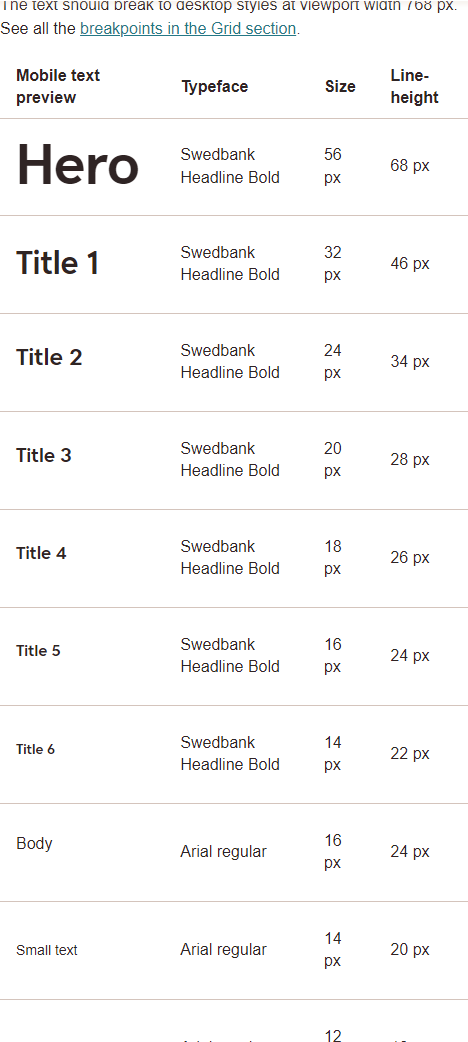 The text should break to desktop styles at viewport width 768 px.
See all the breakpoints in the Grid section.
Mobile text preview Typeface Size Line-height
Hero Swedbank Headline Bold 56 px 68 px
Title 1 Swedbank Headline Bold 32 px 46 px
Title 2 Swedbank Headline Bold 24 px 34 px
Title 3 Swedbank Headline Bold 20 px 28 px
Title 4 Swedbank Headline Bold 18 px 26 px
Title 5 Swedbank Headline Bold 16 px 24 px
Title 6 Swedbank Headline Bold 14 px 22 px
Body Arial regular 16 px 24 px
Small text Arial regular 14 px 20 px
12